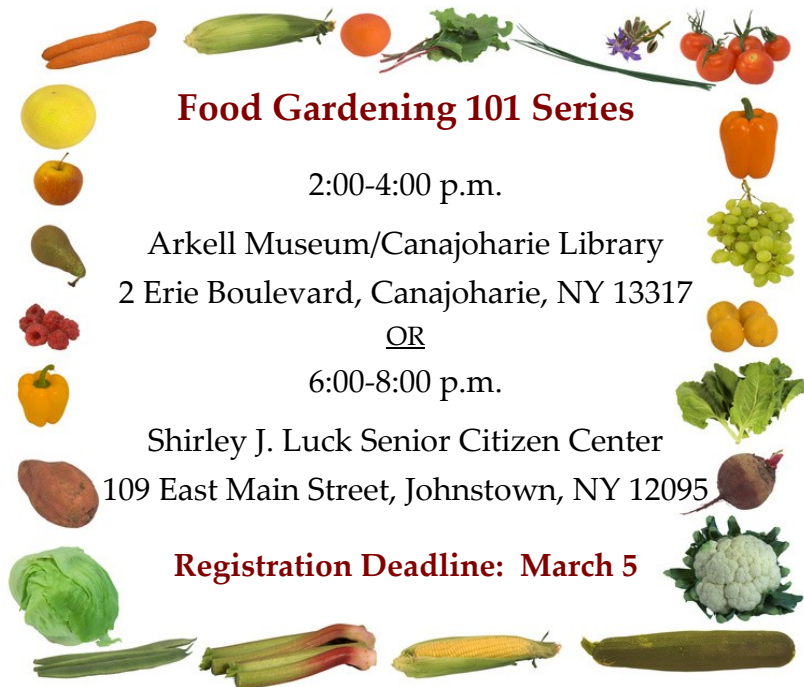 Food Gardening 101 Series
2:00-4:00 p.m.
Arkell Museum/Canajoharie Library
2 Erie Boulevard, Canajoharie, NY 13317
OR
6:00-8:00 p.m.
Shirley J. Luck Senior Citizen Center
109 East Main Street, Johnstown, NY 12095
Registration Deadline:  March 5